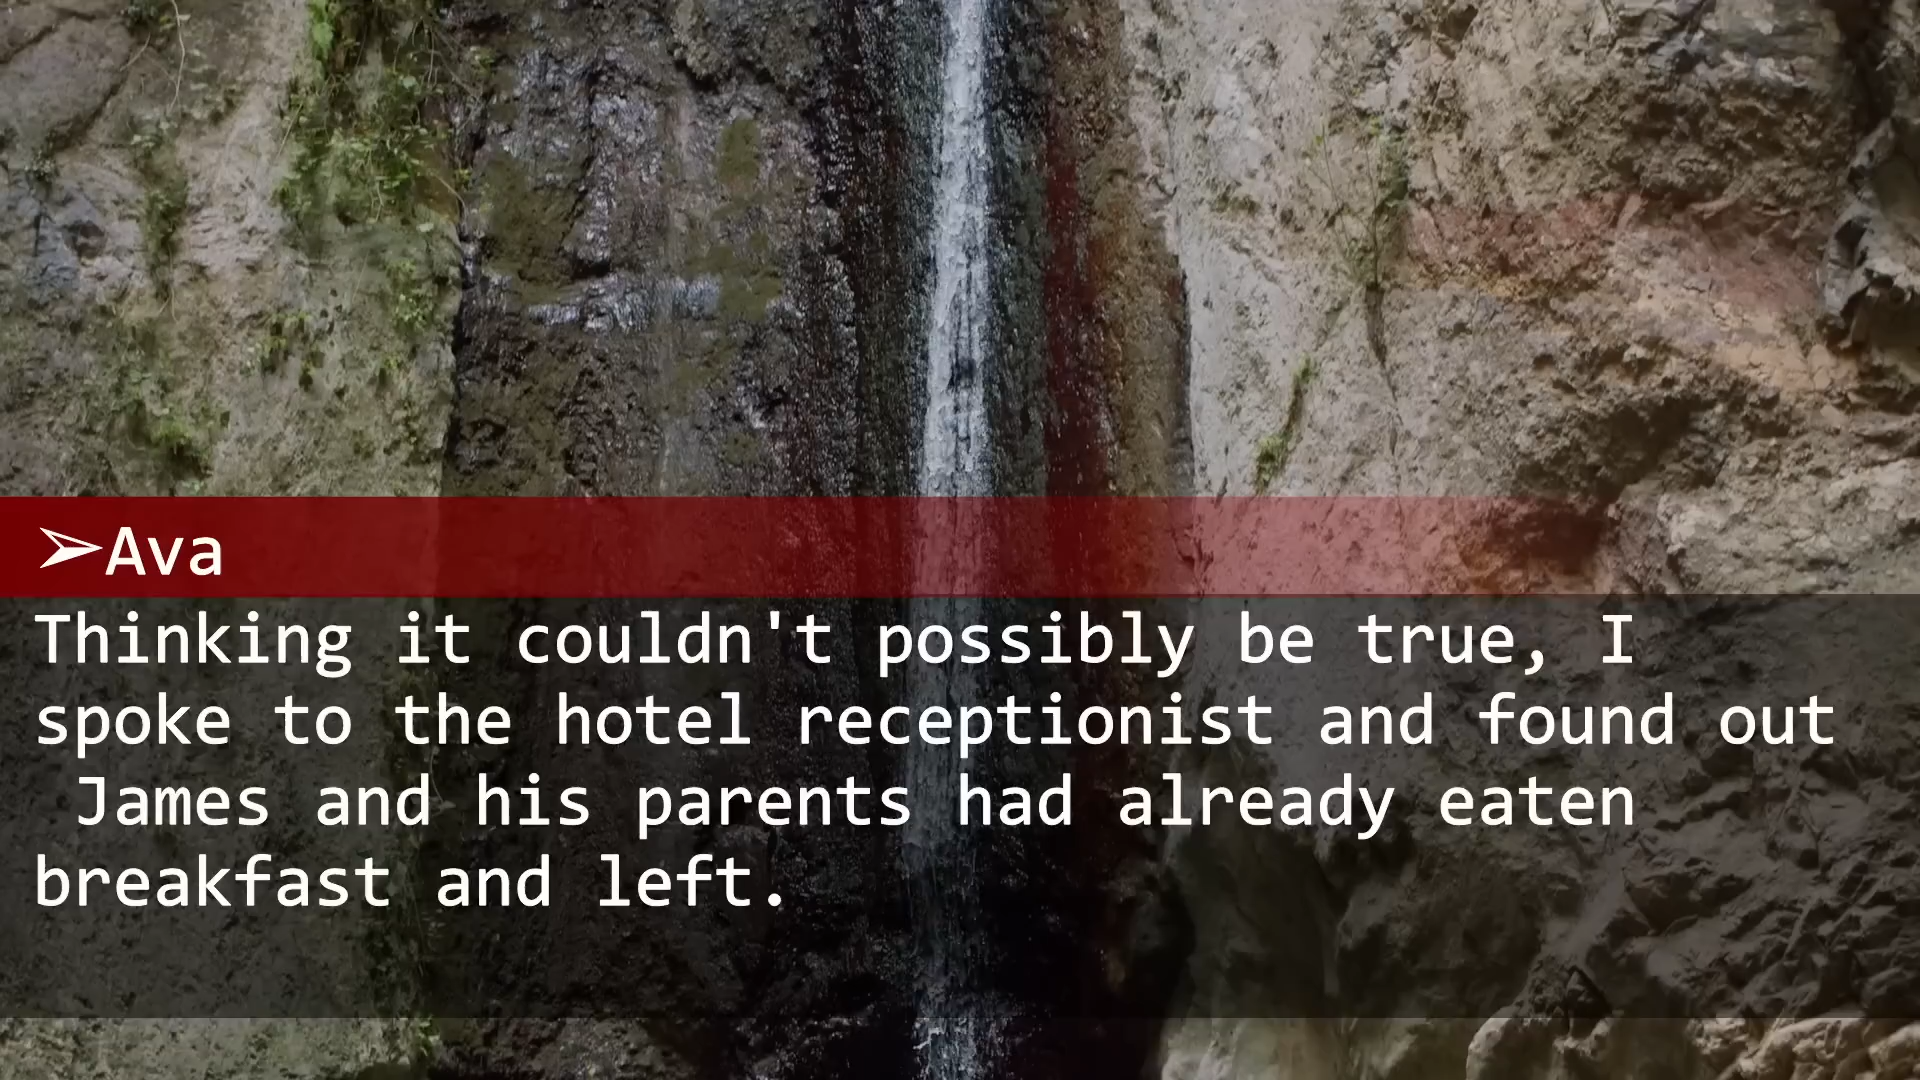 ➢Ava
Thinking it couldn't possibly be true, I
spoke to the hotel receptionist and found out
James and his parents had already eaten
breakfast and left.